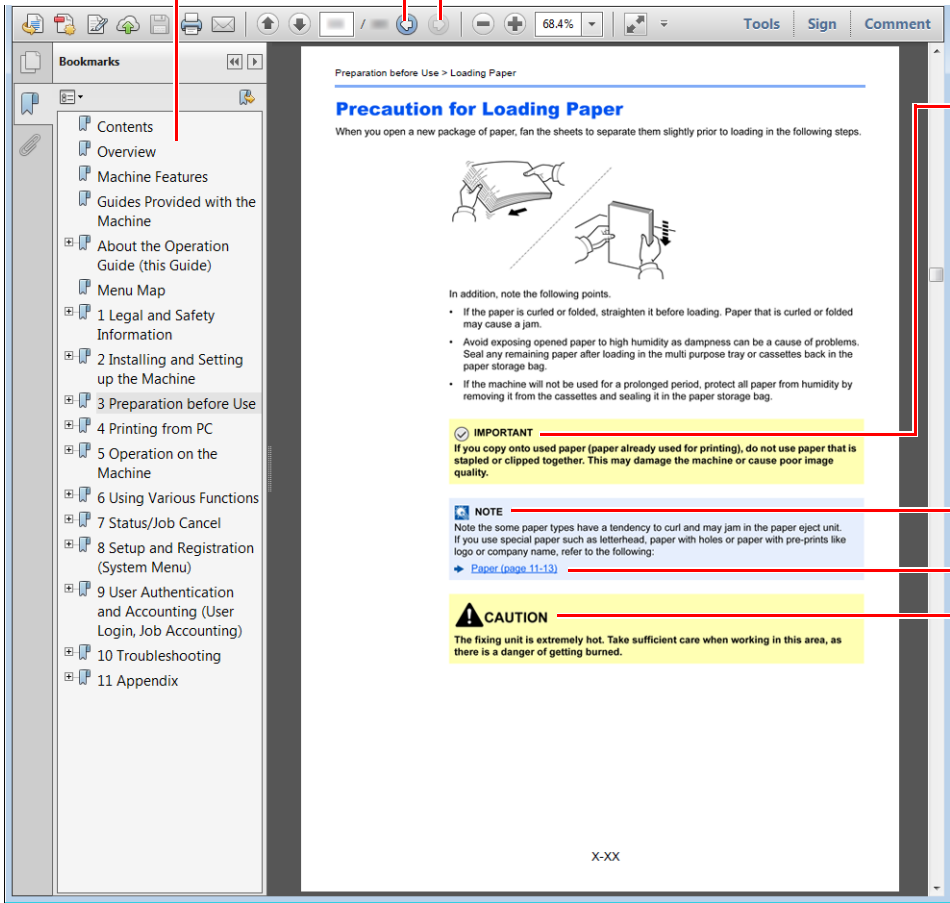 /
68.4%
Tools
Sign
Comment
Bookmarks
Contents
Overview
Machine Features
Guides Provided with the
Machine
About the Operation
Guide (this Guide)
Menu Map
1 Legal and Safety
Information
2 Installing and Setting
up the Machine
3 Preparation before Use
4 Printing from PC
5 Operation on the
Machine
6 Using Various Functions
7 Status/Job Cancel
8 Setup and Registration
(System Menu)
9 User Authentication
and Accounting (User
Login, Job Accounting)
10 Troubleshooting
11 Appendix
Preparation before Use > Loading Paper
Precaution for Loading Paper
When you open a new package of paper, fan the sheets to separate them slightly prior to loading in the following steps.
In addition, note the following points.
• If the paper is curled or folded, straighten it before loading. Paper that is curled or folded
may cause a jam.
• Avoid exposing opened paper to high humidity as dampness can be a cause of problems.
Seal any remaining paper after loading in the multi purpose tray or cassettes back in the
paper storage bag.
• If the machine will not be used for a prolonged period, protect all paper from humidity by
removing it from the cassettes and sealing it in the paper storage bag.
IMPORTANT
If you copy onto used paper (paper already used for printing), do not use paper that is
stapled or clipped together. This may damage the machine or cause poor image
quality.
NOTE
Note the some paper types have a tendency to curl and may jam in the paper eject unit.
If you use special paper such as letterhead, paper with holes or paper with pre-prints like
logo or company name, refer to the following:
Paper (page 11-13)
CAUTION
The fixing unit is extremely hot. Take sufficient care when working in this area, as
there is a danger of getting burned.
X-XX